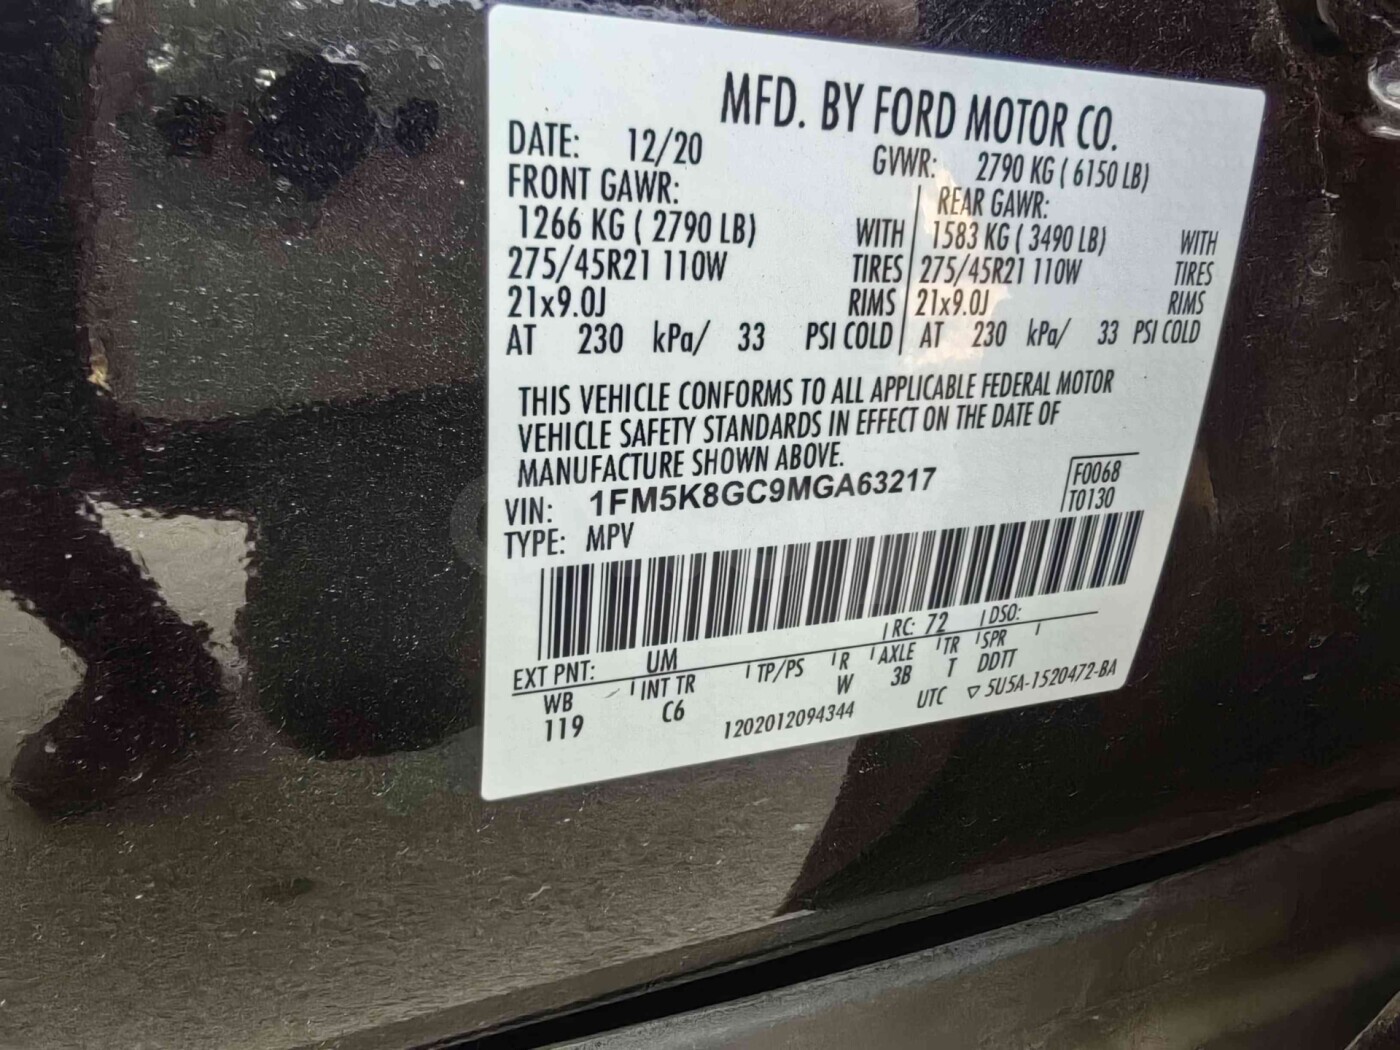 MFD. BY FORD MOTOR CO.
DATE: 12/20 GVWR: 2790 KG ( 6150 LB)
FRONT GAWR: REAR GAWR:
1266 KG ( 2790 LB) WITH 1583 KG ( 3490 LB) WITH
275/45R21 110W TIRES 275/45R21 110W TIRES
21x9.0J RIMS 21x9.0J RIMS
AT 230 kPa/ 33 PSI COLD AT 230 kPa/ 33 PSI COLD
THIS VEHICLE CONFORMS TO ALL APPLICABLE FEDERAL MOTOR
VEHICLE SAFETY STANDARDS IN EFFECT ON THE DATE OF
MANUFACTURE SHOWN ABOVE.
VIN: 1FM5K8GC9MGA63217 F0068
TYPE: MPV T0130
EXT PNT: UM RC: 72 DSO:
WB INT TR TP/PS R AXLE TR SPR
119 C6 W 3B T DDTT
1202012094344 UTC ▽ 5U5A-1520472-BA